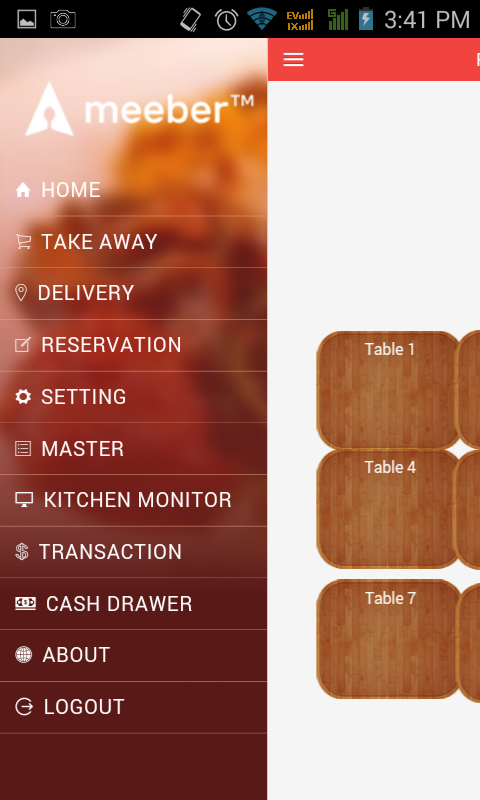 EV
G
IX
3:41 PM
meeber™
HOME
TAKE AWAY
DELIVERY
RESERVATION
SETTING
MASTER
KITCHEN MONITOR
TRANSACTION
CASH DRAWER
ABOUT
LOGOUT
Table 1
Table 4
Table 7